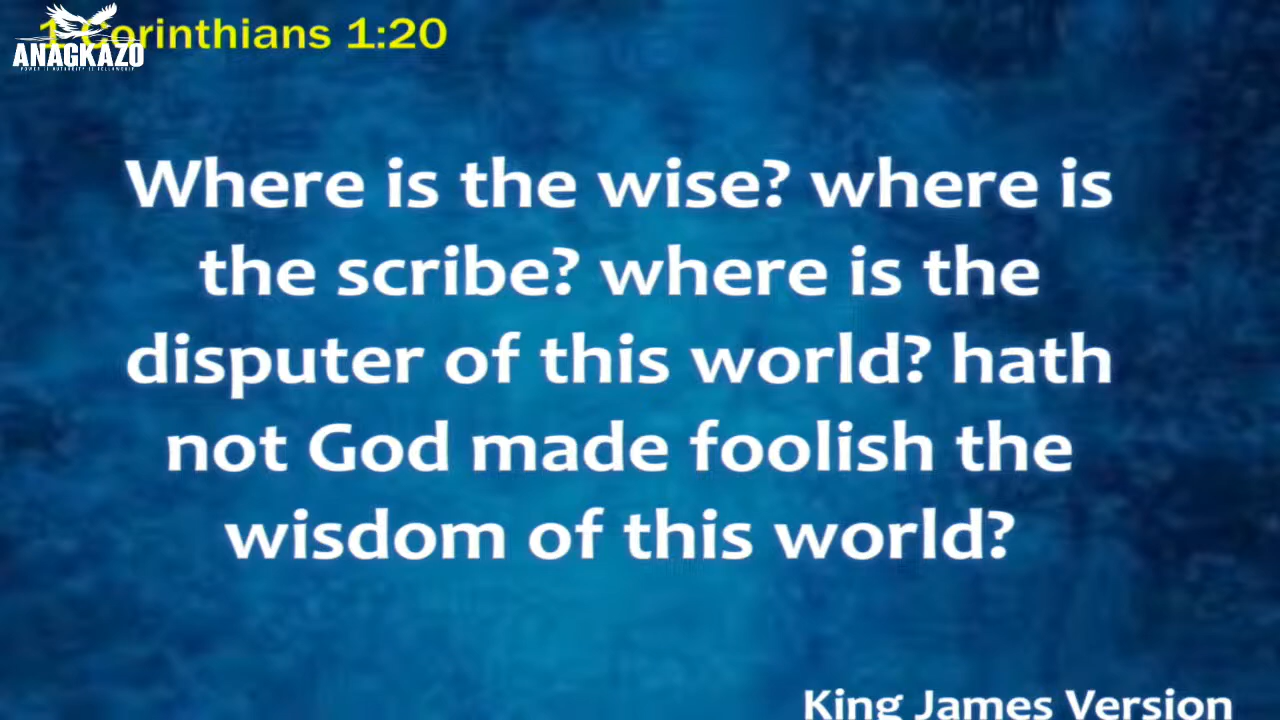 1 Corinthians 1:20
ANAGKAZO
Where is the wise? where is
the scribe? where is the
disputer of this world? hath
not God made foolish the
wisdom of this world?
King James Version